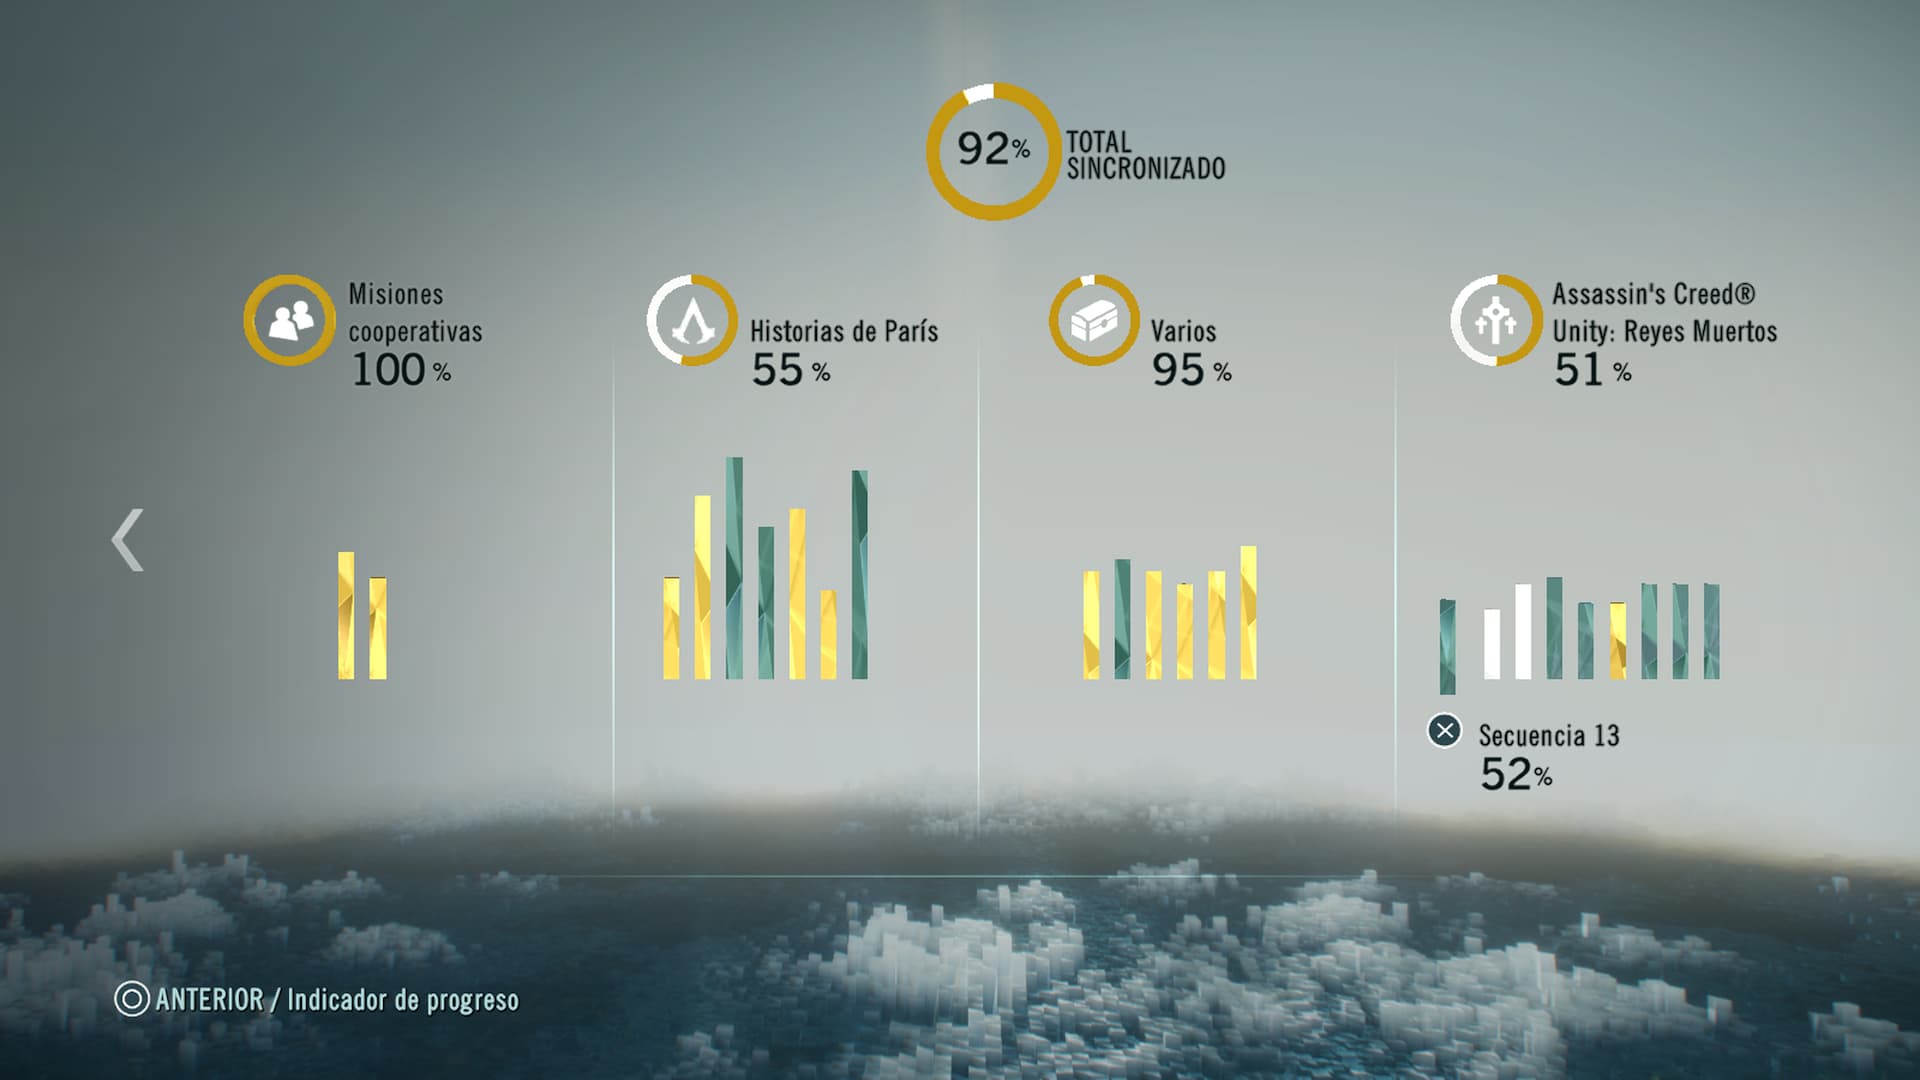 92%
TOTAL
SINCRONIZADO
Misiones
cooperativas
100 %
Historias de París
55 %
Varios
95 %
Assassin's Creed®
Unity: Reyes Muertos
51 %
Secuencia 13
52%
ANTERIOR / Indicador de progreso